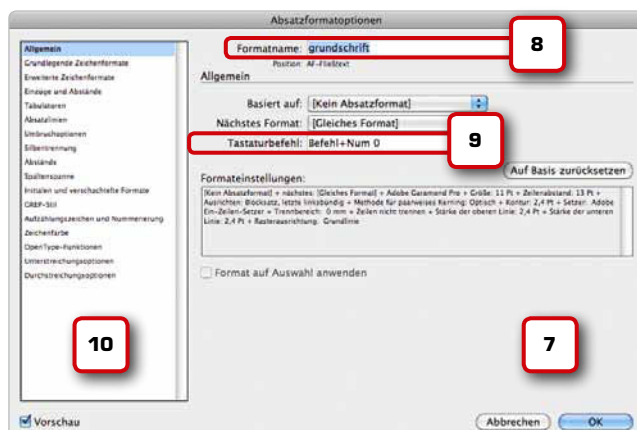 Absatzformatoptionen
Allgemein
Grundlegende Zeichenformate
Erweiterte Zeichenformate
Einzüge und Abstände
Tabulatoren
Absatzlinien
Umbruchoptionen
Silbentrennung
Abstände
Spaltenspanne
Initialen und verschachtelte Formate
GREP-Stil
Aufzählungszeichen und Nummerierung
Zeichenfarbe
OpenType-Funktionen
Unterstreichungsoptionen
Durchstreichungsoptionen
10
Vorschau
Formatname: grundschrift
8
Position: AF-Fließtext
Allgemein
Basiert auf: [Kein Absatzformat]
Nächstes Format: [Gleiches Format]
Tastaturbefehl: Befehl+Num 0
9
Formateinstellungen:
Auf Basis zurücksetzen
[Kein Absatzformat] + nächstes: [Gleiches Format] + Adobe Garamond Pro + Größe: 11 Pt + Zeilenabstand: 13 Pt +
Ausrichten: Blocksatz, letzte linksbündig + Methode für paarweises Kerning: Optisch + Kontur: 2,4 Pt + Setzer: Adobe
Ein-Zeilen-Setzer + Trennbereich: 0 mm + Zeilen nicht trennen + Stärke der oberen Linie: 2,4 Pt + Stärke der unteren
Linie: 2,4 Pt + Rasterausrichtung: Grundlinie
Format auf Auswahl anwenden
7
Abbrechen
OK